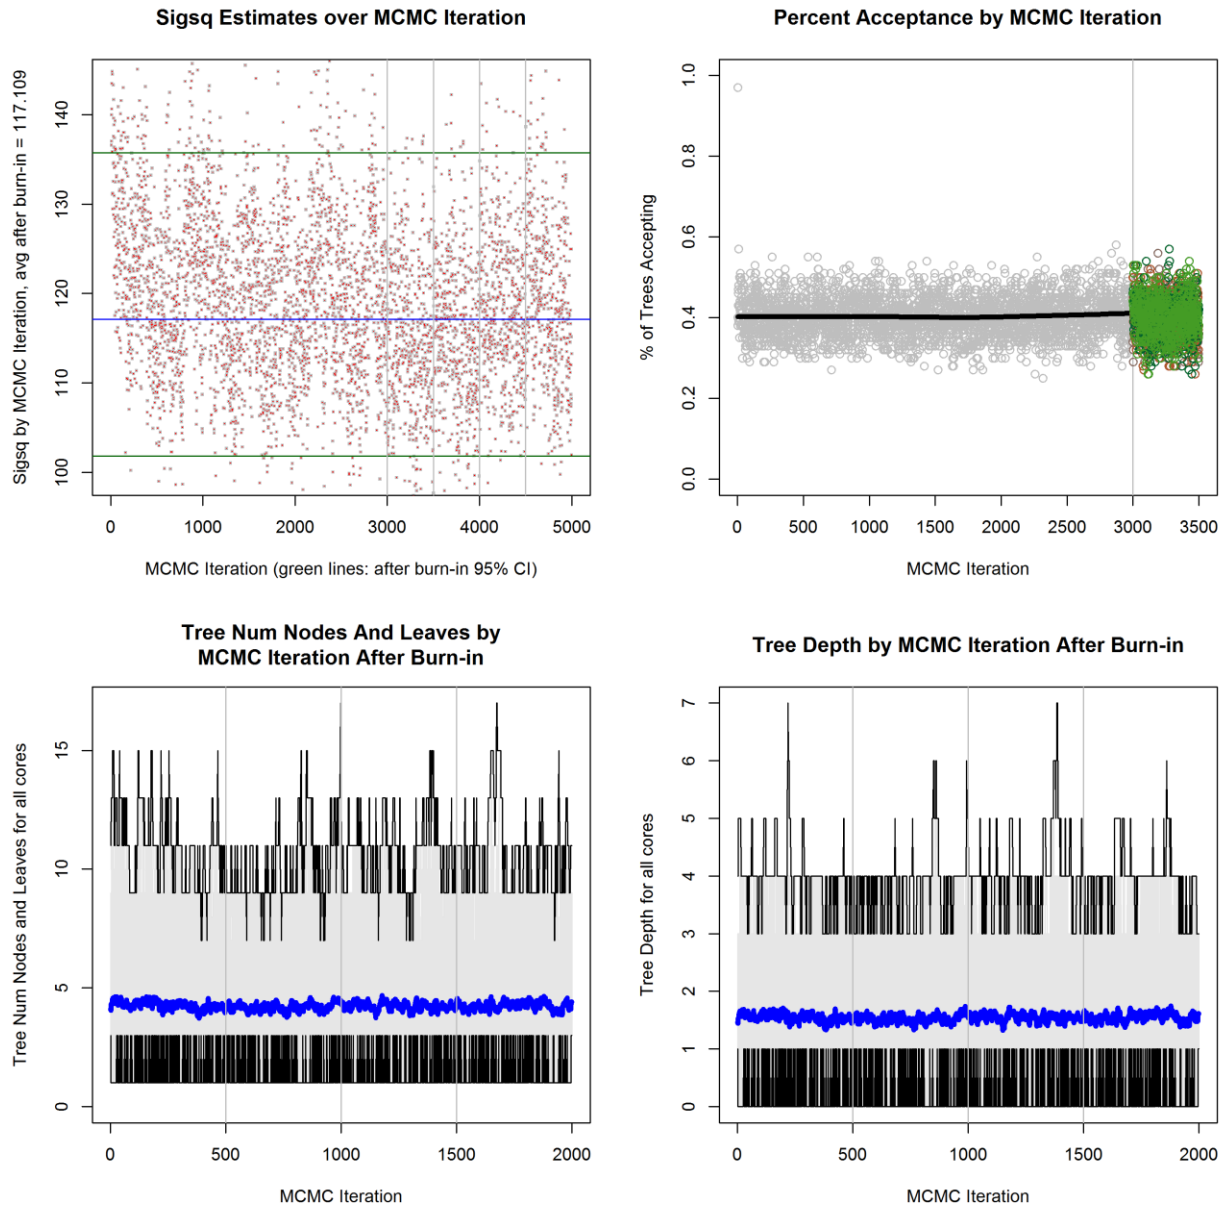 Sigsq Estimates over MCMC Iteration
Sigsq by MCMC Iteration, avg after burn-in = 117.109
100 110 120 130 140
0 1000 2000 3000 4000 5000
MCMC Iteration (green lines: after burn-in 95% CI)
Percent Acceptance by MCMC Iteration
% of Trees Accepting
0.0 0.2 0.4 0.6 0.8 1.0
0 500 1000 1500 2000 2500 3000 3500
MCMC Iteration
Tree Num Nodes And Leaves by
MCMC Iteration After Burn-in
Tree Num Nodes and Leaves for all cores
0 5 10 15
0 500 1000 1500 2000
MCMC Iteration
Tree Depth by MCMC Iteration After Burn-in
Tree Depth for all cores
0 1 2 3 4 5 6 7
0 500 1000 1500 2000
MCMC Iteration